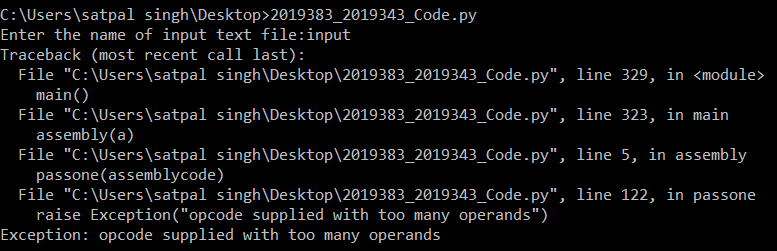 C:\Users\satpal singh\Desktop>2019383_2019343_Code.py
Enter the name of input text file:input
Traceback (most recent call last):
  File "C:\Users\satpal singh\Desktop\2019383_2019343_Code.py", line 329, in <module>
    main()
  File "C:\Users\satpal singh\Desktop\2019383_2019343_Code.py", line 323, in main
    assembly(a)
  File "C:\Users\satpal singh\Desktop\2019383_2019343_Code.py", line 5, in assembly
    passone(assemblycode)
  File "C:\Users\satpal singh\Desktop\2019383_2019343_Code.py", line 122, in passone
    raise Exception("opcode supplied with too many operands")
Exception: opcode supplied with too many operands